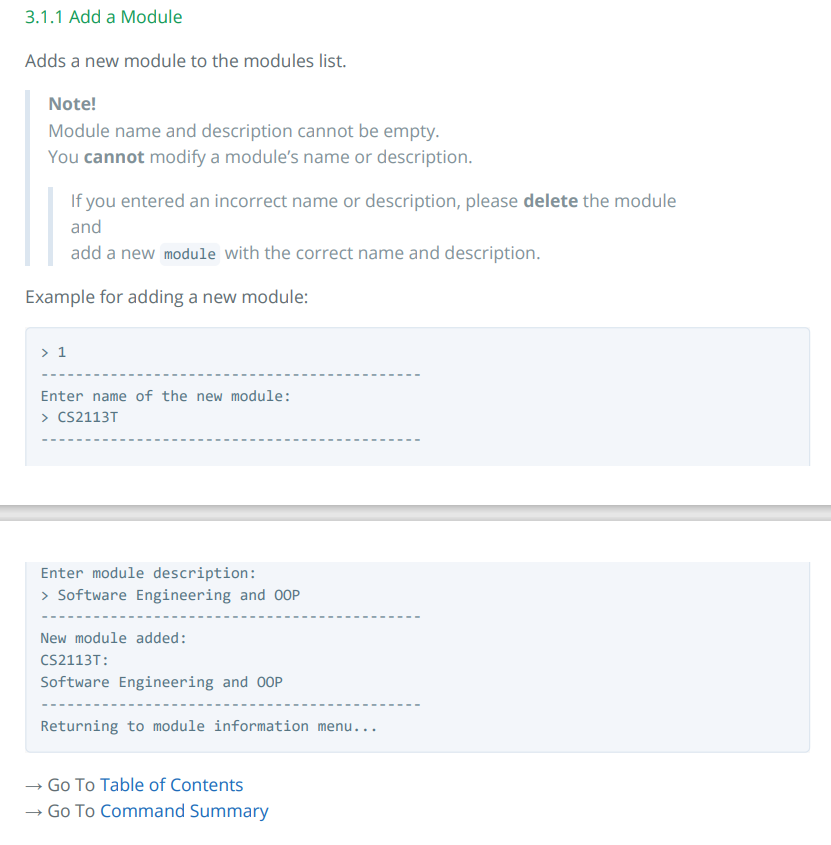 3.1.1 Add a Module
Adds a new module to the modules list.
Note!
Module name and description cannot be empty.
You cannot modify a module’s name or description.
If you entered an incorrect name or description, please delete the module
and
add a new module with the correct name and description.
Example for adding a new module:
> 1
--------------------------------------------
Enter name of the new module:
> CS2113T
--------------------------------------------
Enter module description:
> Software Engineering and OOP
--------------------------------------------
New module added:
CS2113T:
Software Engineering and OOP
--------------------------------------------
Returning to module information menu...
→ Go To Table of Contents
→ Go To Command Summary